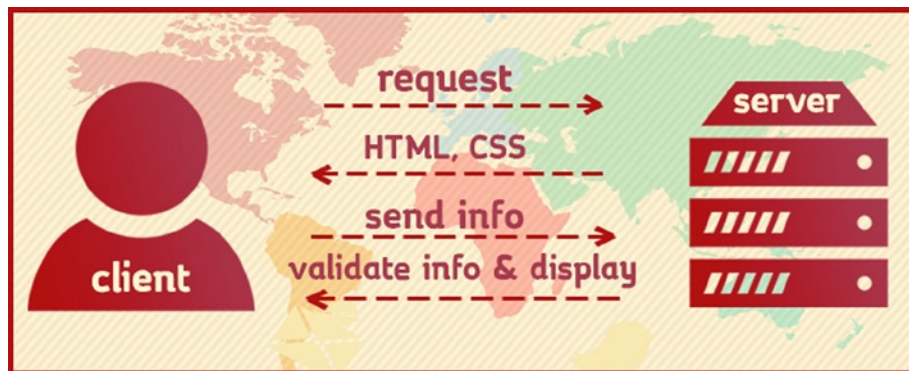 request
server
HTML, CSS
send info
client
validate info & display